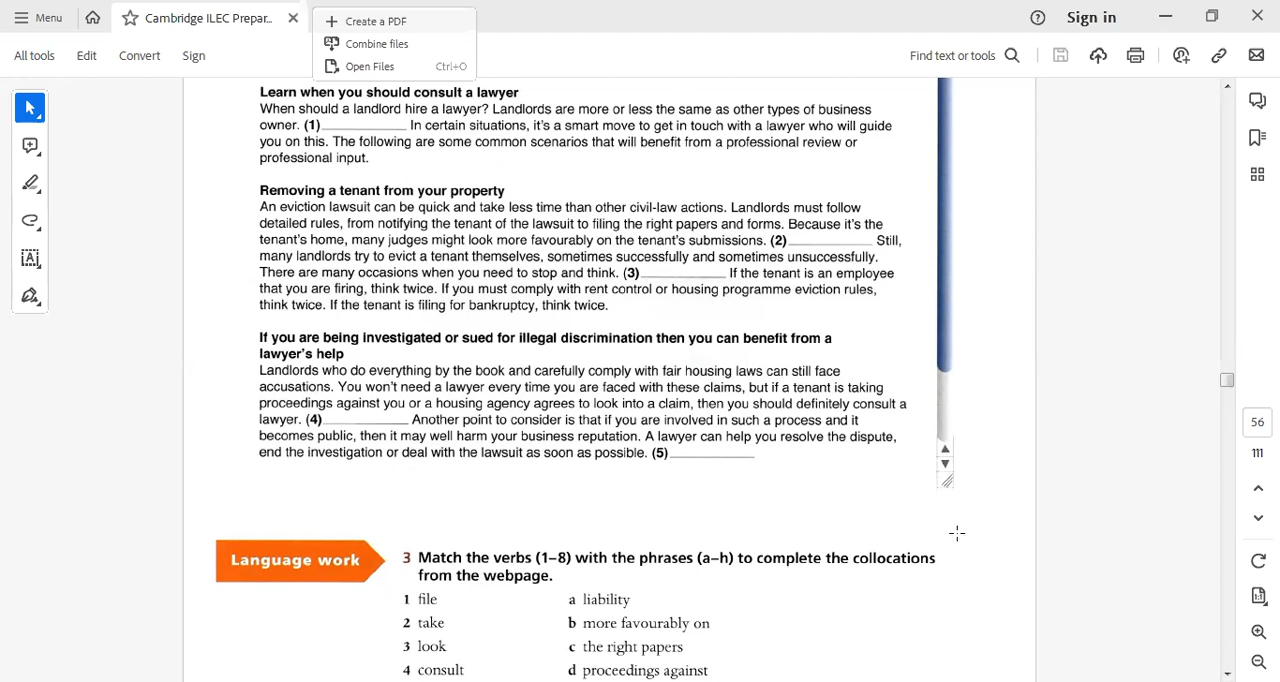 Menu
Cambridge ILEC Prepar...
Create a PDF
Sign in
Combine files
Open Files Ctrl+O
All tools Edit Convert Sign
Find text or tools
Learn when you should consult a lawyer
When should a landlord hire a lawyer? Landlords are more or less the same as other types of business
owner. (1)____________ In certain situations, it's a smart move to get in touch with a lawyer who will guide
you on this. The following are some common scenarios that will benefit from a professional review or
professional input.
Removing a tenant from your property
An eviction lawsuit can be quick and take less time than other civil-law actions. Landlords must follow
detailed rules, from notifying the tenant of the lawsuit to filing the right papers and forms. Because it's the
tenant's home, many judges might look more favourably on the tenant's submissions. (2)____________ Still,
many landlords try to evict a tenant themselves, sometimes successfully and sometimes unsuccessfully.
There are many occasions when you need to stop and think. (3)____________ If the tenant is an employee
that you are firing, think twice. If you must comply with rent control or housing programme eviction rules,
think twice. If the tenant is filing for bankruptcy, think twice.
If you are being investigated or sued for illegal discrimination then you can benefit from a
lawyer's help
Landlords who do everything by the book and carefully comply with fair housing laws can still face
accusations. You won't need a lawyer every time you are faced with these claims, but if a tenant is taking
proceedings against you or a housing agency agrees to look into a claim, then you should definitely consult a
lawyer. (4)____________ Another point to consider is that if you are involved in such a process and it
becomes public, then it may well harm your business reputation. A lawyer can help you resolve the dispute,
end the investigation or deal with the lawsuit as soon as possible. (5)____________
56
111
Language work
3 Match the verbs (1–8) with the phrases (a–h) to complete the collocations
from the webpage.
1 file a liability
2 take b more favourably on
3 look c the right papers
4 consult d proceedings against